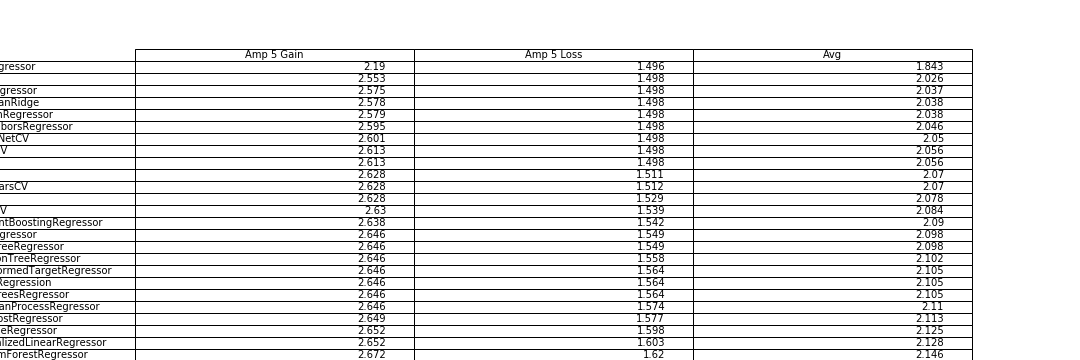 Amp 5 Gain Amp 5 Loss Avg
gressor 2.19 1.496 1.843
2.553 1.498 2.026
gressor 2.575 1.498 2.037
anRidge 2.578 1.498 2.038
nRegressor 2.579 1.498 2.038
borsRegressor 2.595 1.498 2.046
NetCV 2.601 1.498 2.05
V 2.613 1.498 2.056
2.613 1.498 2.056
2.628 1.511 2.07
arsCV 2.628 1.512 2.07
2.628 1.529 2.078
V 2.63 1.539 2.084
ntBoostingRegressor 2.638 1.542 2.09
gressor 2.646 1.549 2.098
reeRegressor 2.646 1.549 2.098
onTreeRegressor 2.646 1.558 2.102
ormedTargetRegressor 2.646 1.564 2.105
Regression 2.646 1.564 2.105
reesRegressor 2.646 1.564 2.105
anProcessRegressor 2.646 1.574 2.11
ostRegressor 2.649 1.577 2.113
eRegressor 2.652 1.598 2.125
alizedLinearRegressor 2.652 1.603 2.128
mForestRegressor 2.672 1.62 2.146